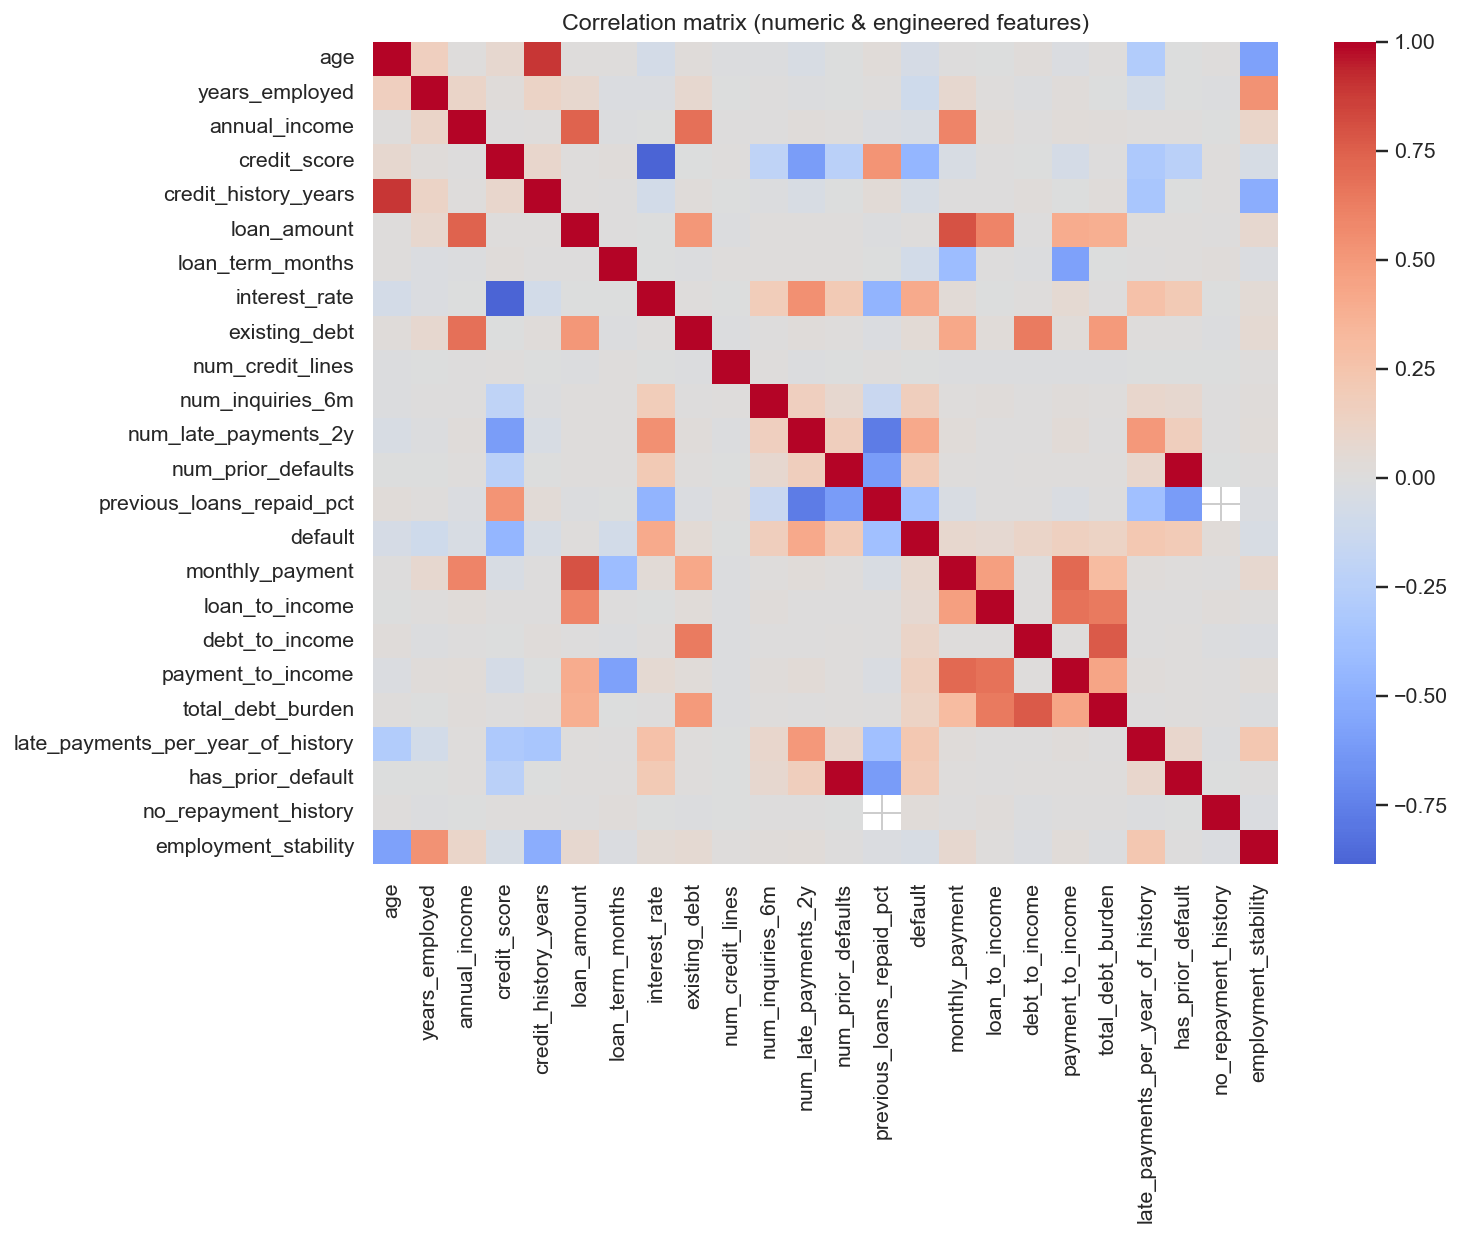 Correlation matrix (numeric & engineered features)
age
years_employed
annual_income
credit_score
credit_history_years
loan_amount
loan_term_months
interest_rate
existing_debt
num_credit_lines
num_inquiries_6m
num_late_payments_2y
num_prior_defaults
previous_loans_repaid_pct
default
monthly_payment
loan_to_income
debt_to_income
payment_to_income
total_debt_burden
late_payments_per_year_of_history
has_prior_default
no_repayment_history
employment_stability
age
years_employed
annual_income
credit_score
credit_history_years
loan_amount
loan_term_months
interest_rate
existing_debt
num_credit_lines
num_inquiries_6m
num_late_payments_2y
num_prior_defaults
previous_loans_repaid_pct
default
monthly_payment
loan_to_income
debt_to_income
payment_to_income
total_debt_burden
late_payments_per_year_of_history
has_prior_default
no_repayment_history
employment_stability
1.00
0.75
0.50
0.25
0.00
−0.25
−0.50
−0.75